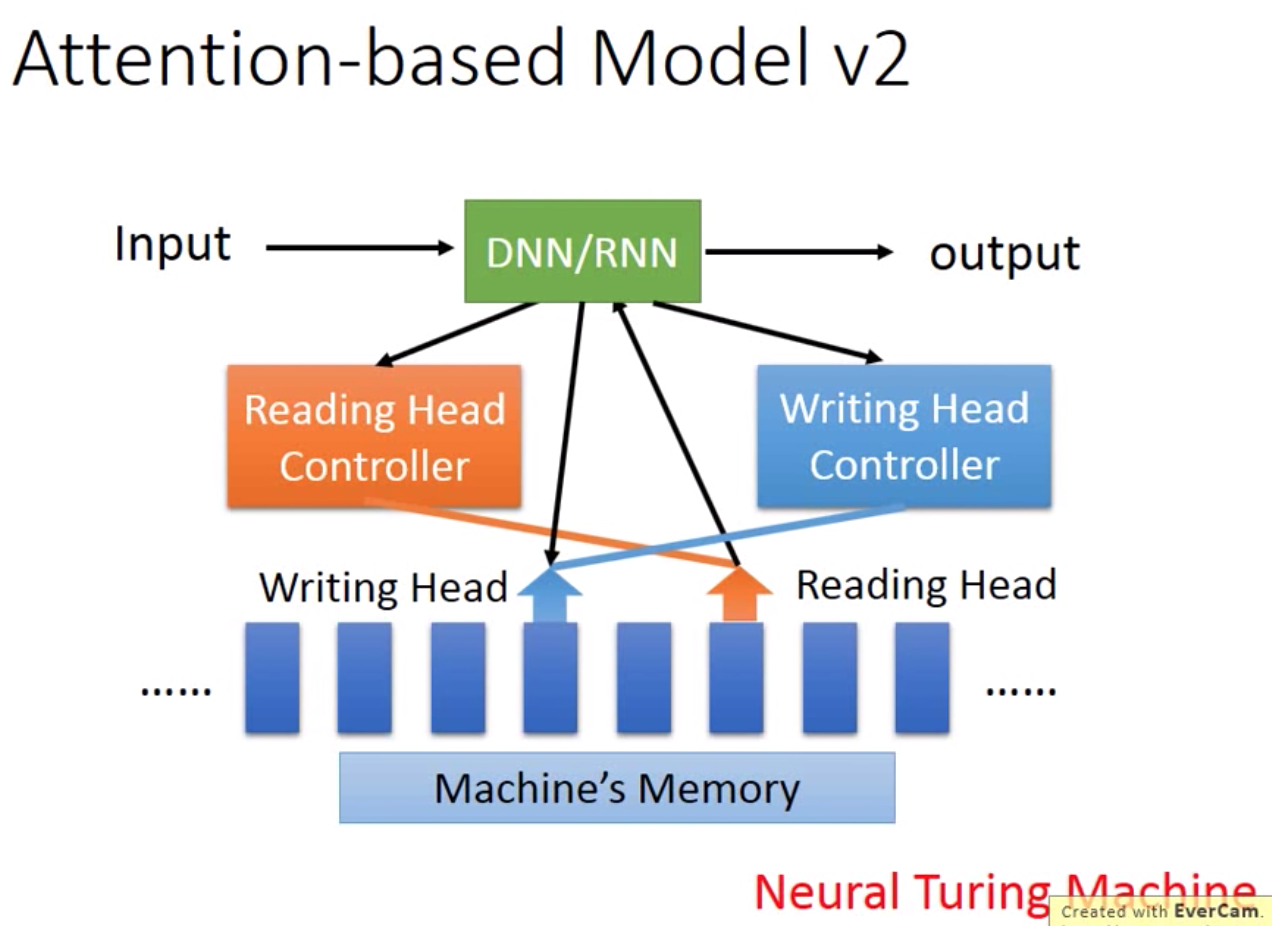 Attention-based Model v2
Input
DNN/RNN
output
Reading Head
Controller
Writing Head
Controller
Writing Head
Reading Head
......
......
Machine's Memory
Neural Turing Machine
Created with EverCam.